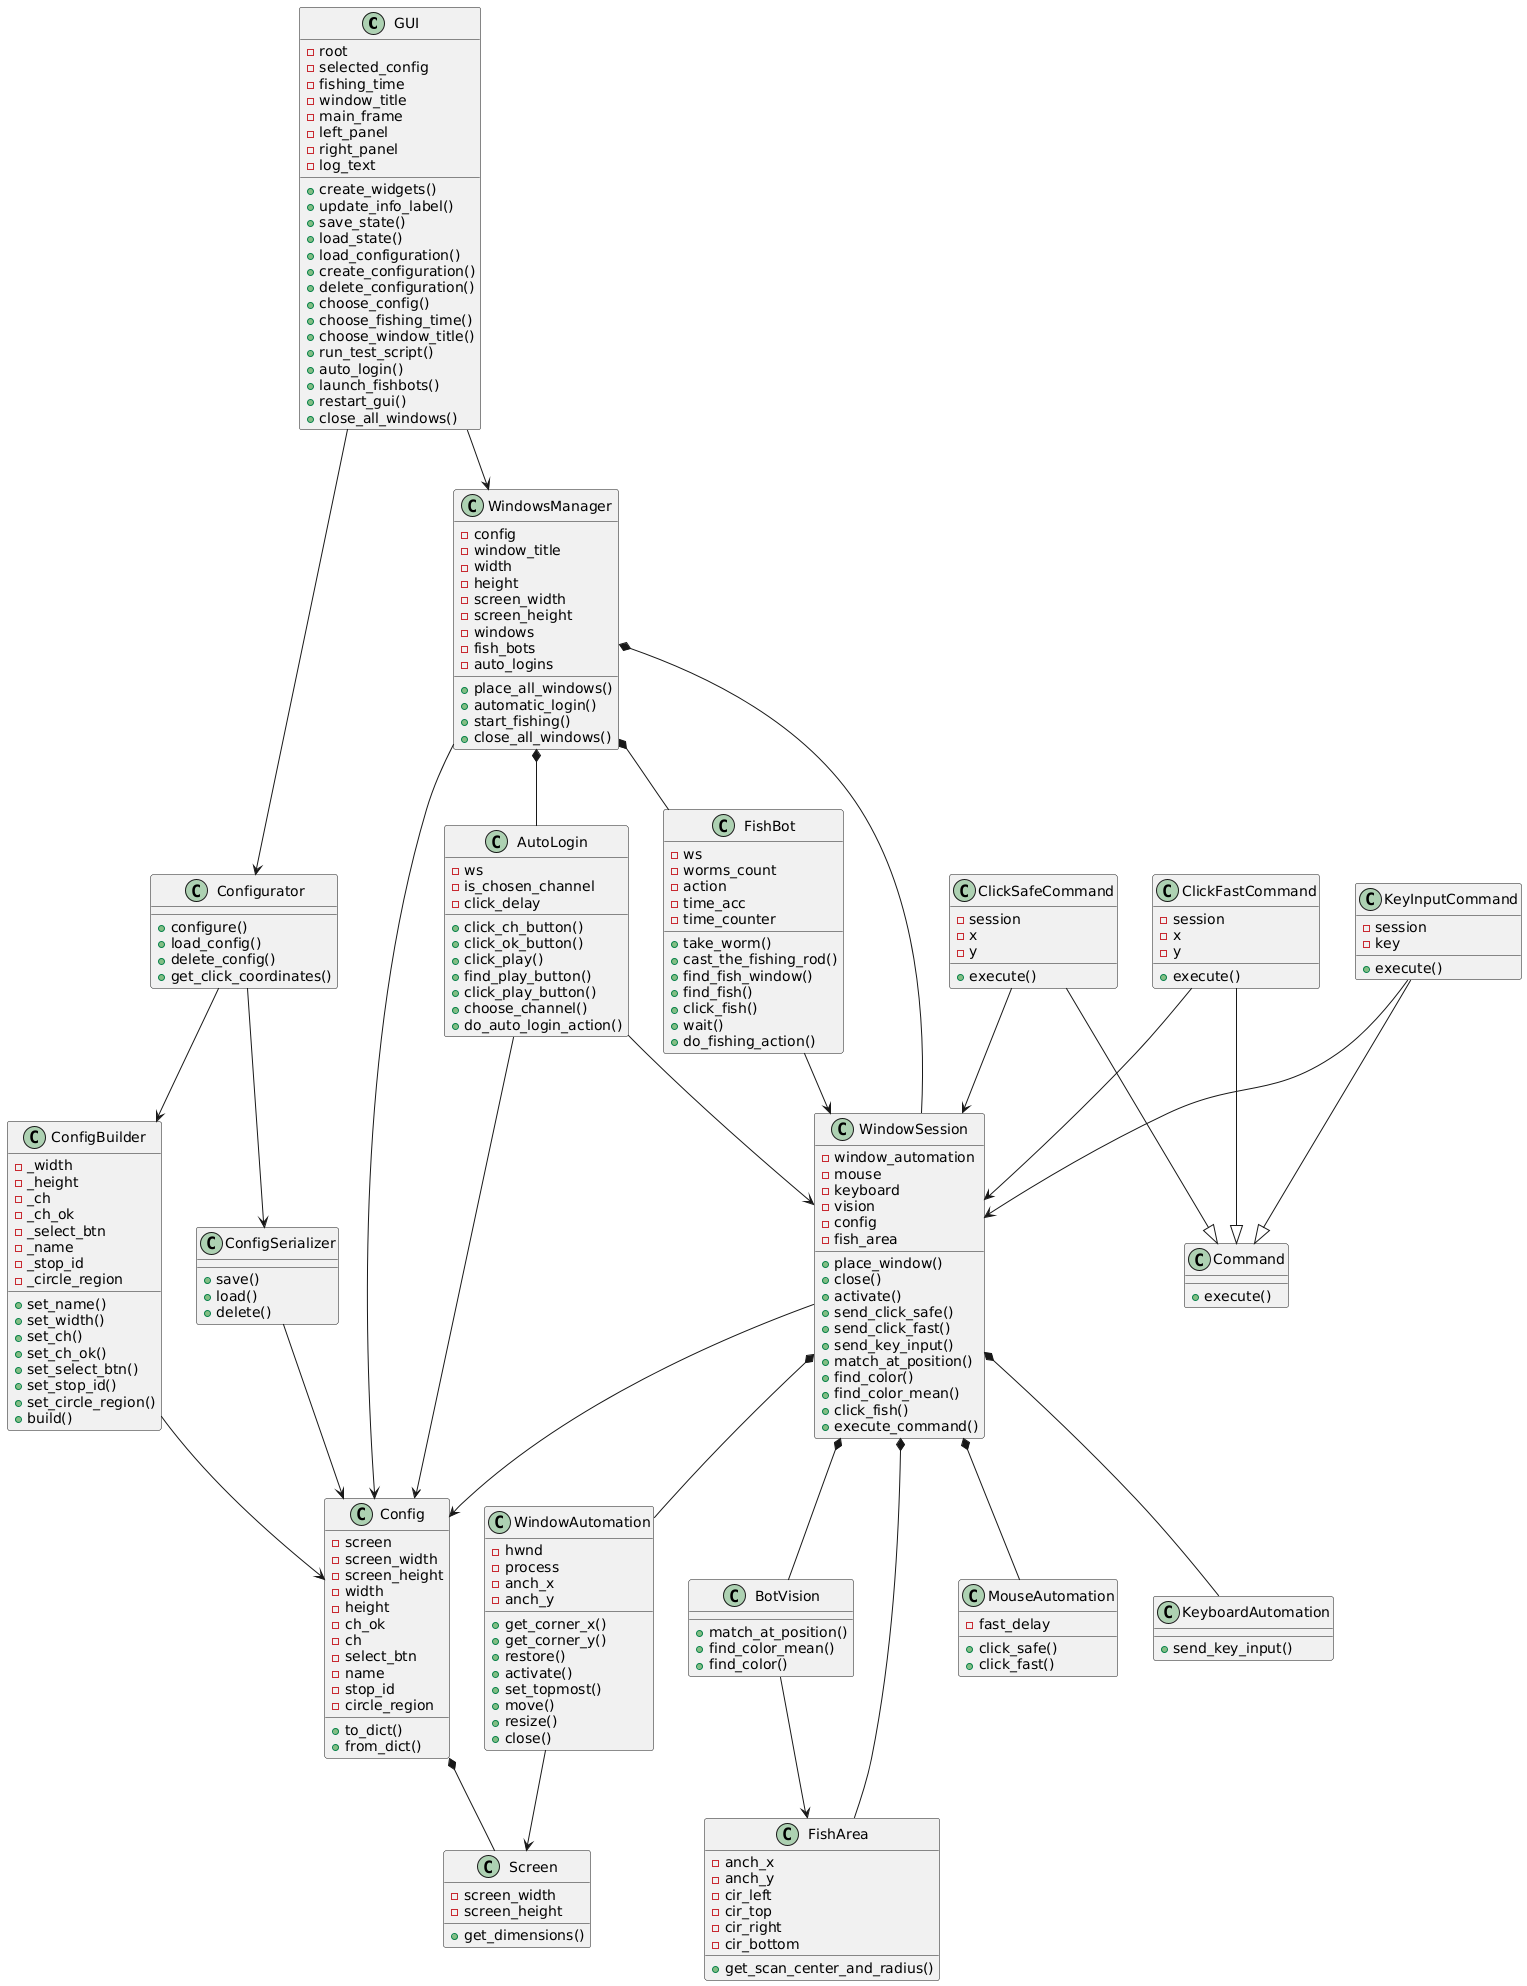 C GUI
root
selected_config
fishing_time
window_title
main_frame
left_panel
right_panel
log_text
create_widgets()
update_info_label()
save_state()
load_state()
load_configuration()
create_configuration()
delete_configuration()
choose_config()
choose_fishing_time()
choose_window_title()
run_test_script()
auto_login()
launch_fishbots()
restart_gui()
close_all_windows()
C WindowsManager
config
window_title
width
height
screen_width
screen_height
windows
fish_bots
auto_logins
place_all_windows()
automatic_login()
start_fishing()
close_all_windows()
C Configurator
configure()
load_config()
delete_config()
get_click_coordinates()
C AutoLogin
ws
is_chosen_channel
click_delay
click_ch_button()
click_ok_button()
click_play()
find_play_button()
click_play_button()
choose_channel()
do_auto_login_action()
C FishBot
ws
worms_count
action
time_acc
time_counter
take_worm()
cast_the_fishing_rod()
find_fish_window()
find_fish()
click_fish()
wait()
do_fishing_action()
C ClickSafeCommand
session
x
y
execute()
C ClickFastCommand
session
x
y
execute()
C KeyInputCommand
session
key
execute()
C ConfigBuilder
_width
_height
_ch
_ch_ok
_select_btn
_name
_stop_id
_circle_region
set_name()
set_width()
set_ch()
set_ch_ok()
set_select_btn()
set_stop_id()
set_circle_region()
build()
C ConfigSerializer
save()
load()
delete()
C WindowSession
window_automation
mouse
keyboard
vision
config
fish_area
place_window()
close()
activate()
send_click_safe()
send_click_fast()
send_key_input()
match_at_position()
find_color()
find_color_mean()
click_fish()
execute_command()
C Command
execute()
C Config
screen
screen_width
screen_height
width
height
ch_ok
ch
select_btn
name
stop_id
circle_region
to_dict()
from_dict()
C WindowAutomation
hwnd
process
anch_x
anch_y
get_corner_x()
get_corner_y()
restore()
activate()
set_topmost()
move()
resize()
close()
C BotVision
match_at_position()
find_color_mean()
find_color()
C MouseAutomation
fast_delay
click_safe()
click_fast()
C KeyboardAutomation
send_key_input()
C Screen
screen_width
screen_height
get_dimensions()
C FishArea
anch_x
anch_y
cir_left
cir_top
cir_right
cir_bottom
get_scan_center_and_radius()